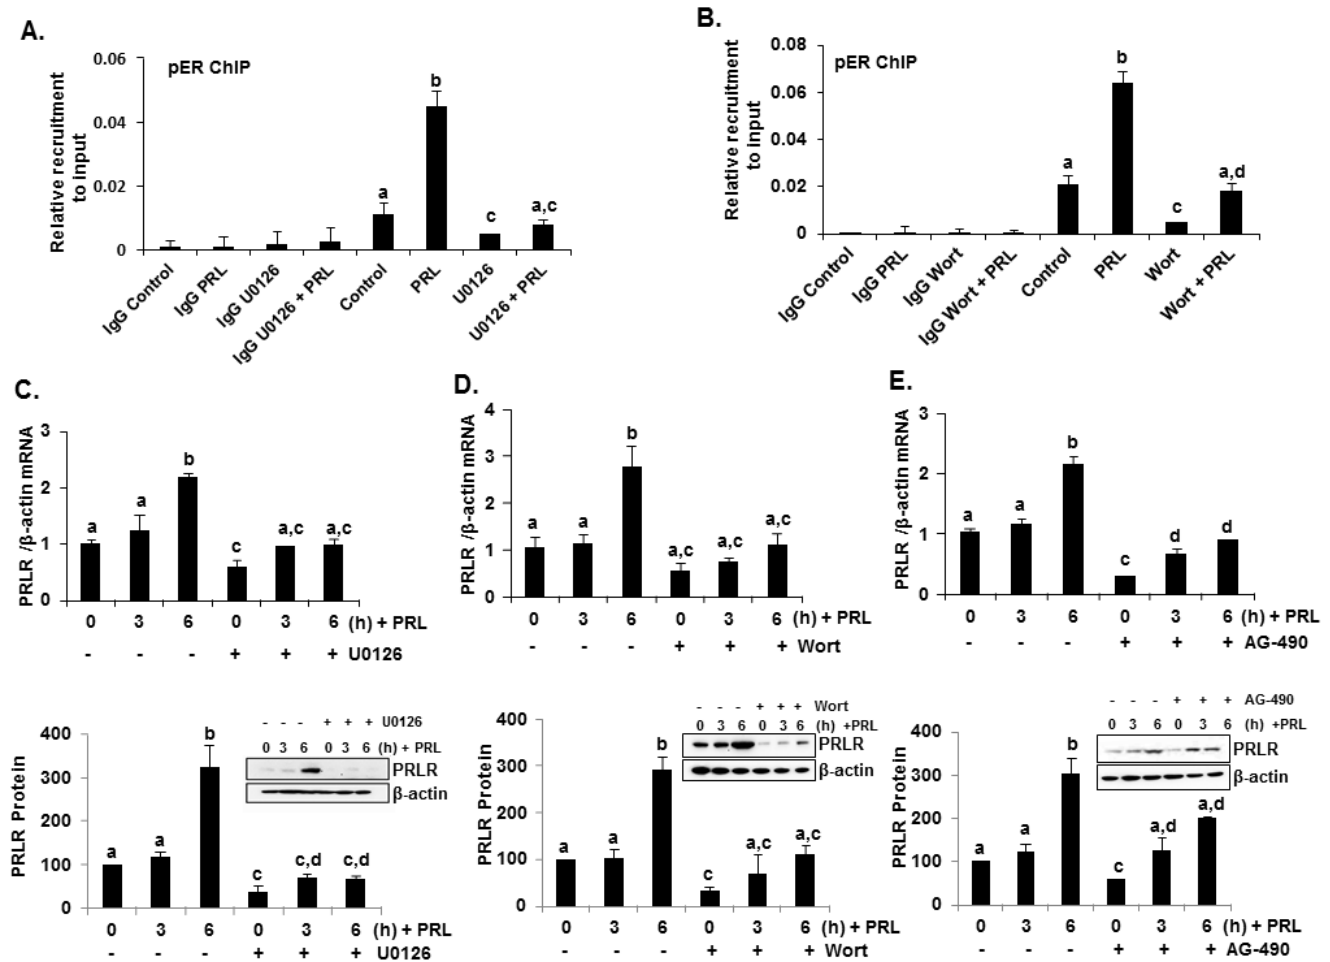 A.
pER ChIP
Relative recruitment
to input
0.06
0.04
0.02
0
a
b
c
a,c
IgG Control
IgG PRL
IgG U0126
IgG U0126 + PRL
Control
PRL
U0126
U0126 + PRL
B.
pER ChIP
Relative recruitment
to input
0.08
0.06
0.04
0.02
0
a
b
c
a,d
IgG Control
IgG PRL
IgG Wort
IgG Wort + PRL
Control
PRL
Wort
Wort + PRL
C.
PRLR /β-actin mRNA
3
2
1
0
a
a
b
c
a,c
a,c
0 3 6 0 3 6 (h) + PRL
- - - + + + U0126
D.
PRLR /β-actin mRNA
4
3
2
1
0
a
a
b
a,c
a,c
a,c
0 3 6 0 3 6 (h) + PRL
- - - + + + Wort
E.
PRLR /β-actin mRNA
3
2
1
0
a
a
b
c
d
d
0 3 6 0 3 6 (h) + PRL
- - - + + + AG-490
PRLR Protein
400
300
200
100
0
a
a
b
c
c,d
c,d
- - - + + + U0126
0 3 6 0 3 6 (h) + PRL
PRLR
β-actin
0 3 6 0 3 6 (h) + PRL
- - - + + + U0126
PRLR Protein
400
300
200
100
0
a
a
b
c
a,c
a,c
- - - + + + Wort
0 3 6 0 3 6 (h) +PRL
PRLR
β-actin
0 3 6 0 3 6 (h) + PRL
- - - + + + Wort
PRLR Protein
400
300
200
100
0
a
a
b
c
a,d
a,d
- - - + + + AG-490
0 3 6 0 3 6 (h) +PRL
PRLR
β-actin
0 3 6 0 3 6 (h) + PRL
- - - + + + AG-490